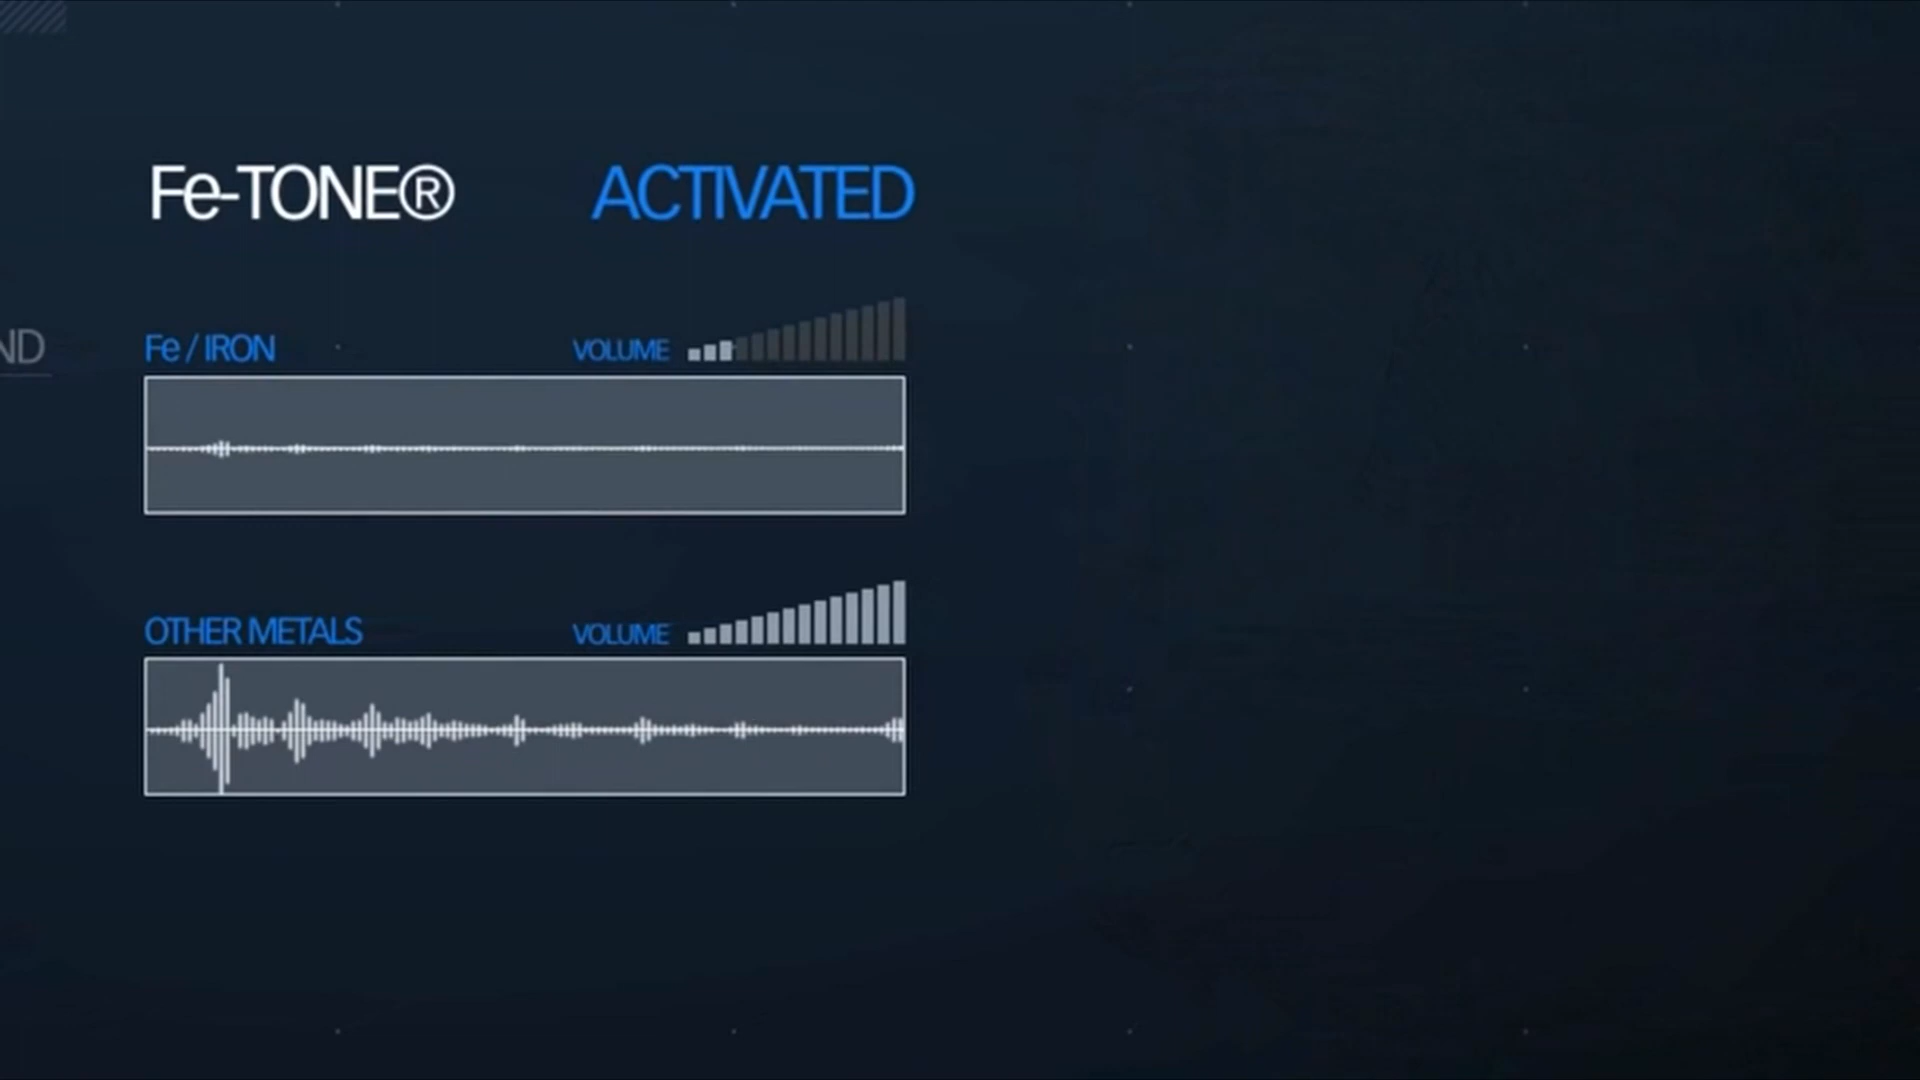 Fe-TONE® ACTIVATED
ND
Fe / IRON VOLUME
OTHER METALS VOLUME